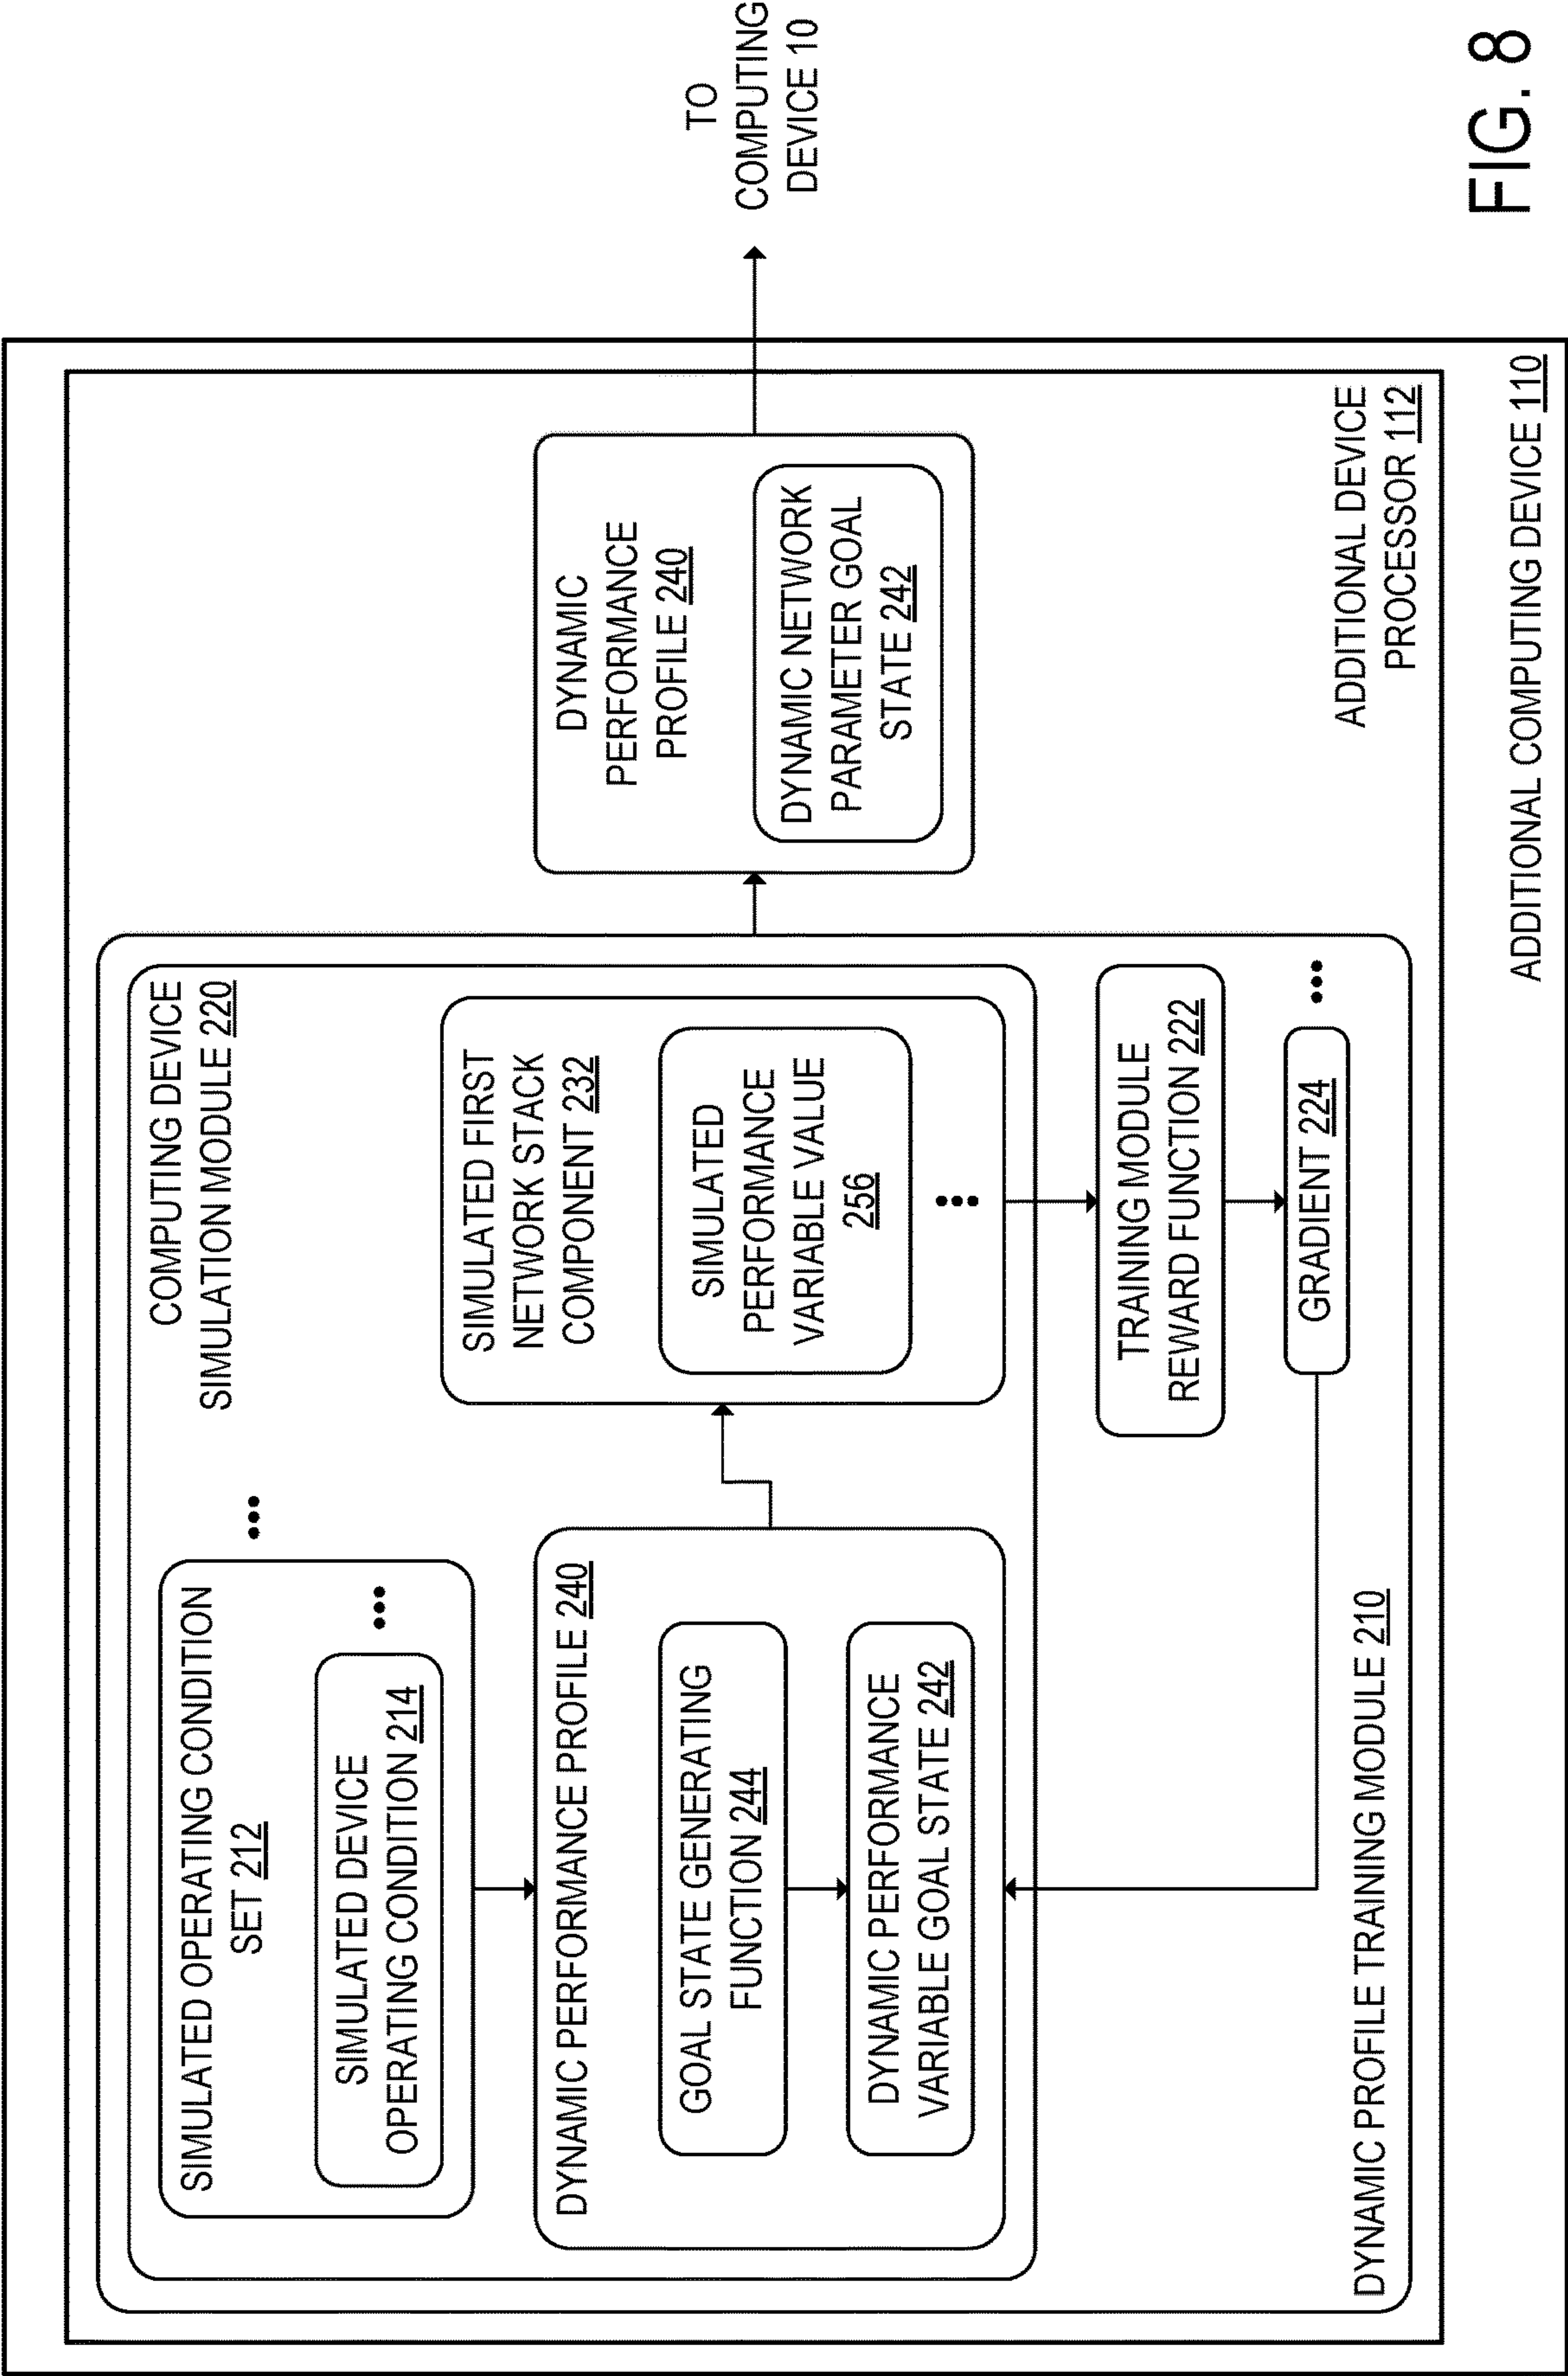 COMPUTING DEVICE
SIMULATION MODULE 220
SIMULATED OPERATING CONDITION
SET 212
SIMULATED DEVICE
OPERATING CONDITION 214
DYNAMIC PERFORMANCE PROFILE 240
GOAL STATE GENERATING
FUNCTION 244
DYNAMIC PERFORMANCE
VARIABLE GOAL STATE 242
SIMULATED FIRST
NETWORK STACK
COMPONENT 232
SIMULATED
PERFORMANCE
VARIABLE VALUE
256
TRAINING MODULE
REWARD FUNCTION 222
GRADIENT 224
DYNAMIC PROFILE TRAINING MODULE 210
DYNAMIC
PERFORMANCE
PROFILE 240
DYNAMIC NETWORK
PARAMETER GOAL
STATE 242
TO
COMPUTING
DEVICE 10
ADDITIONAL DEVICE
PROCESSOR 112
ADDITIONAL COMPUTING DEVICE 110
FIG. 8